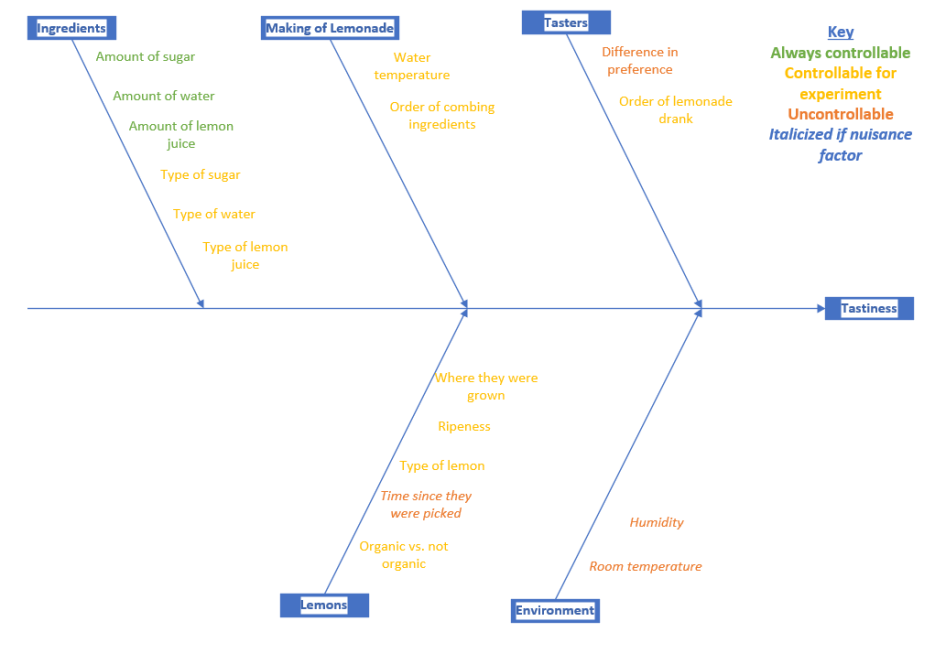 Ingredients
Making of Lemonade
Tasters
Key
Always controllable
Controllable for
experiment
Uncontrollable
Italicized if nuisance
factor
Amount of sugar
Amount of water
Amount of lemon
juice
Type of sugar
Type of water
Type of lemon
juice
Water
temperature
Order of combing
ingredients
Difference in
preference
Order of lemonade
drank
Tastiness
Where they were
grown
Ripeness
Type of lemon
Time since they
were picked
Organic vs. not
organic
Lemons
Humidity
Room temperature
Environment